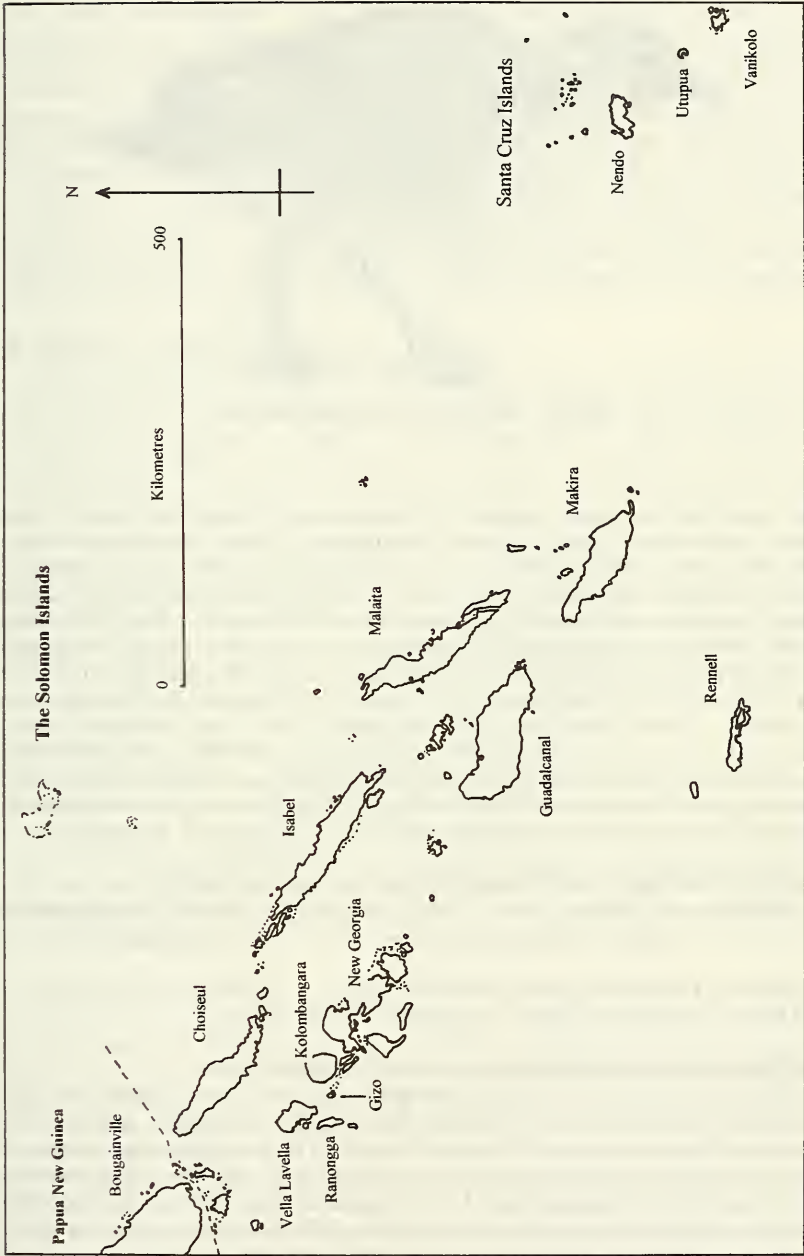 The Solomon Islands
Papua New Guinea
Bougainville
Choiseul
Isabel
Kilometres
0
500
N
Vella Lavella
Ranongga
Gizo
Kolombangara
New Georgia
Malaita
Guadalcanal
Makira
Rennell
Santa Cruz Islands
Nendo
Utupua
Vanikolo